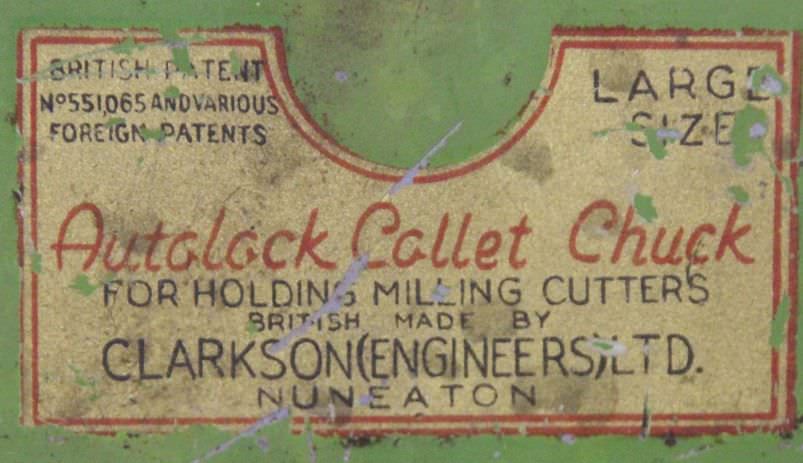 BRITISH PATENT
Nº551,065 AND VARIOUS
FOREIGN PATENTS
LARGE
SIZE
Autolock Collet Chuck
FOR HOLDING MILLING CUTTERS
BRITISH MADE BY
CLARKSON (ENGINEERS) LTD.
NUNEATON